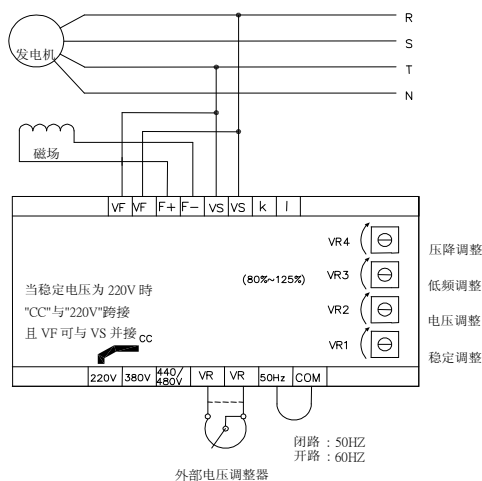 R
S
T
N
发电机
磁场
VF VF F+ F- VS VS k l
VR4 压降调整
(80%~125%) VR3 低频调整
VR2 电压调整
VR1 稳定调整
当稳定电压为 220V 時
"CC"与"220V"跨接
且 VF 可与 VS 并接
CC
220V 380V 440/480V VR VR 50Hz COM
闭路 : 50HZ
开路 : 60HZ
外部电压调整器